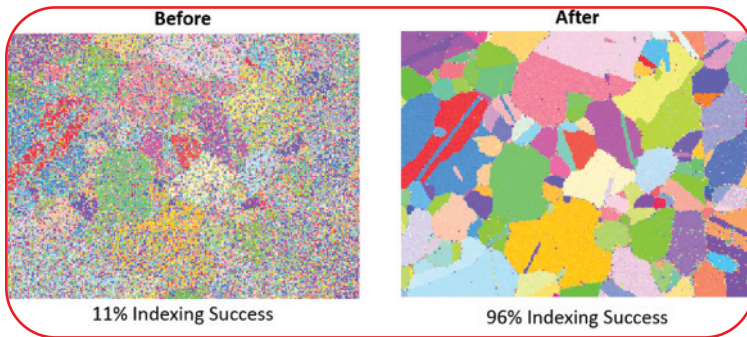 Before
After
11% Indexing Success
96% Indexing Success